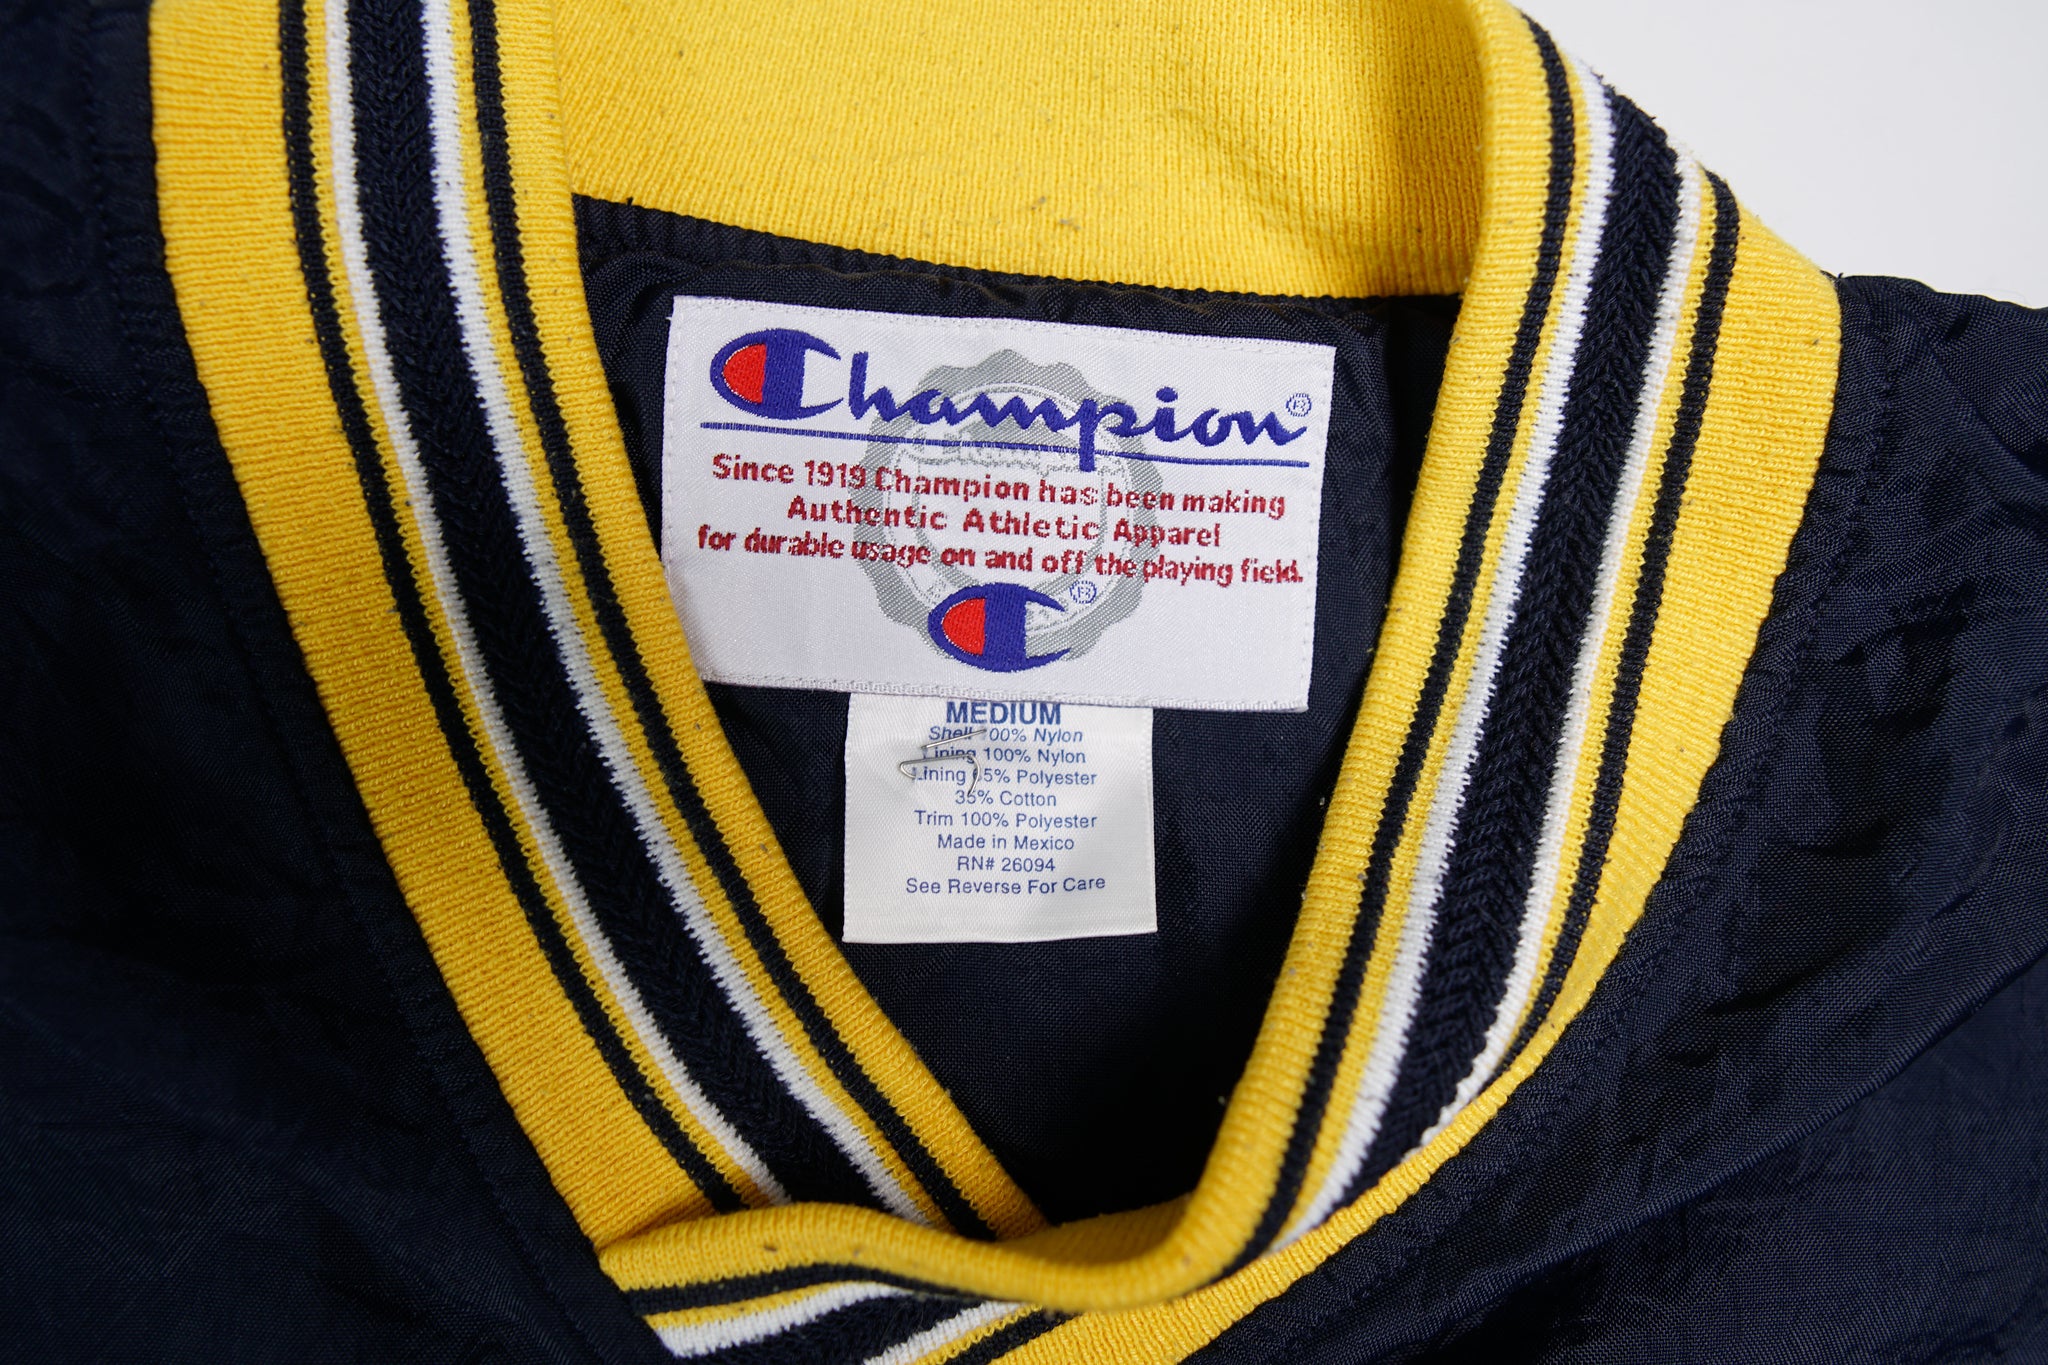 Champion
Since 1919 Champion has been making
Authentic Athletic Apparel
for durable usage on and off the playing field.
MEDIUM
Shell 100% Nylon
Lining 100% Nylon
Lining 65% Polyester
35% Cotton
Trim 100% Polyester
Made in Mexico
RN# 26094
See Reverse For Care